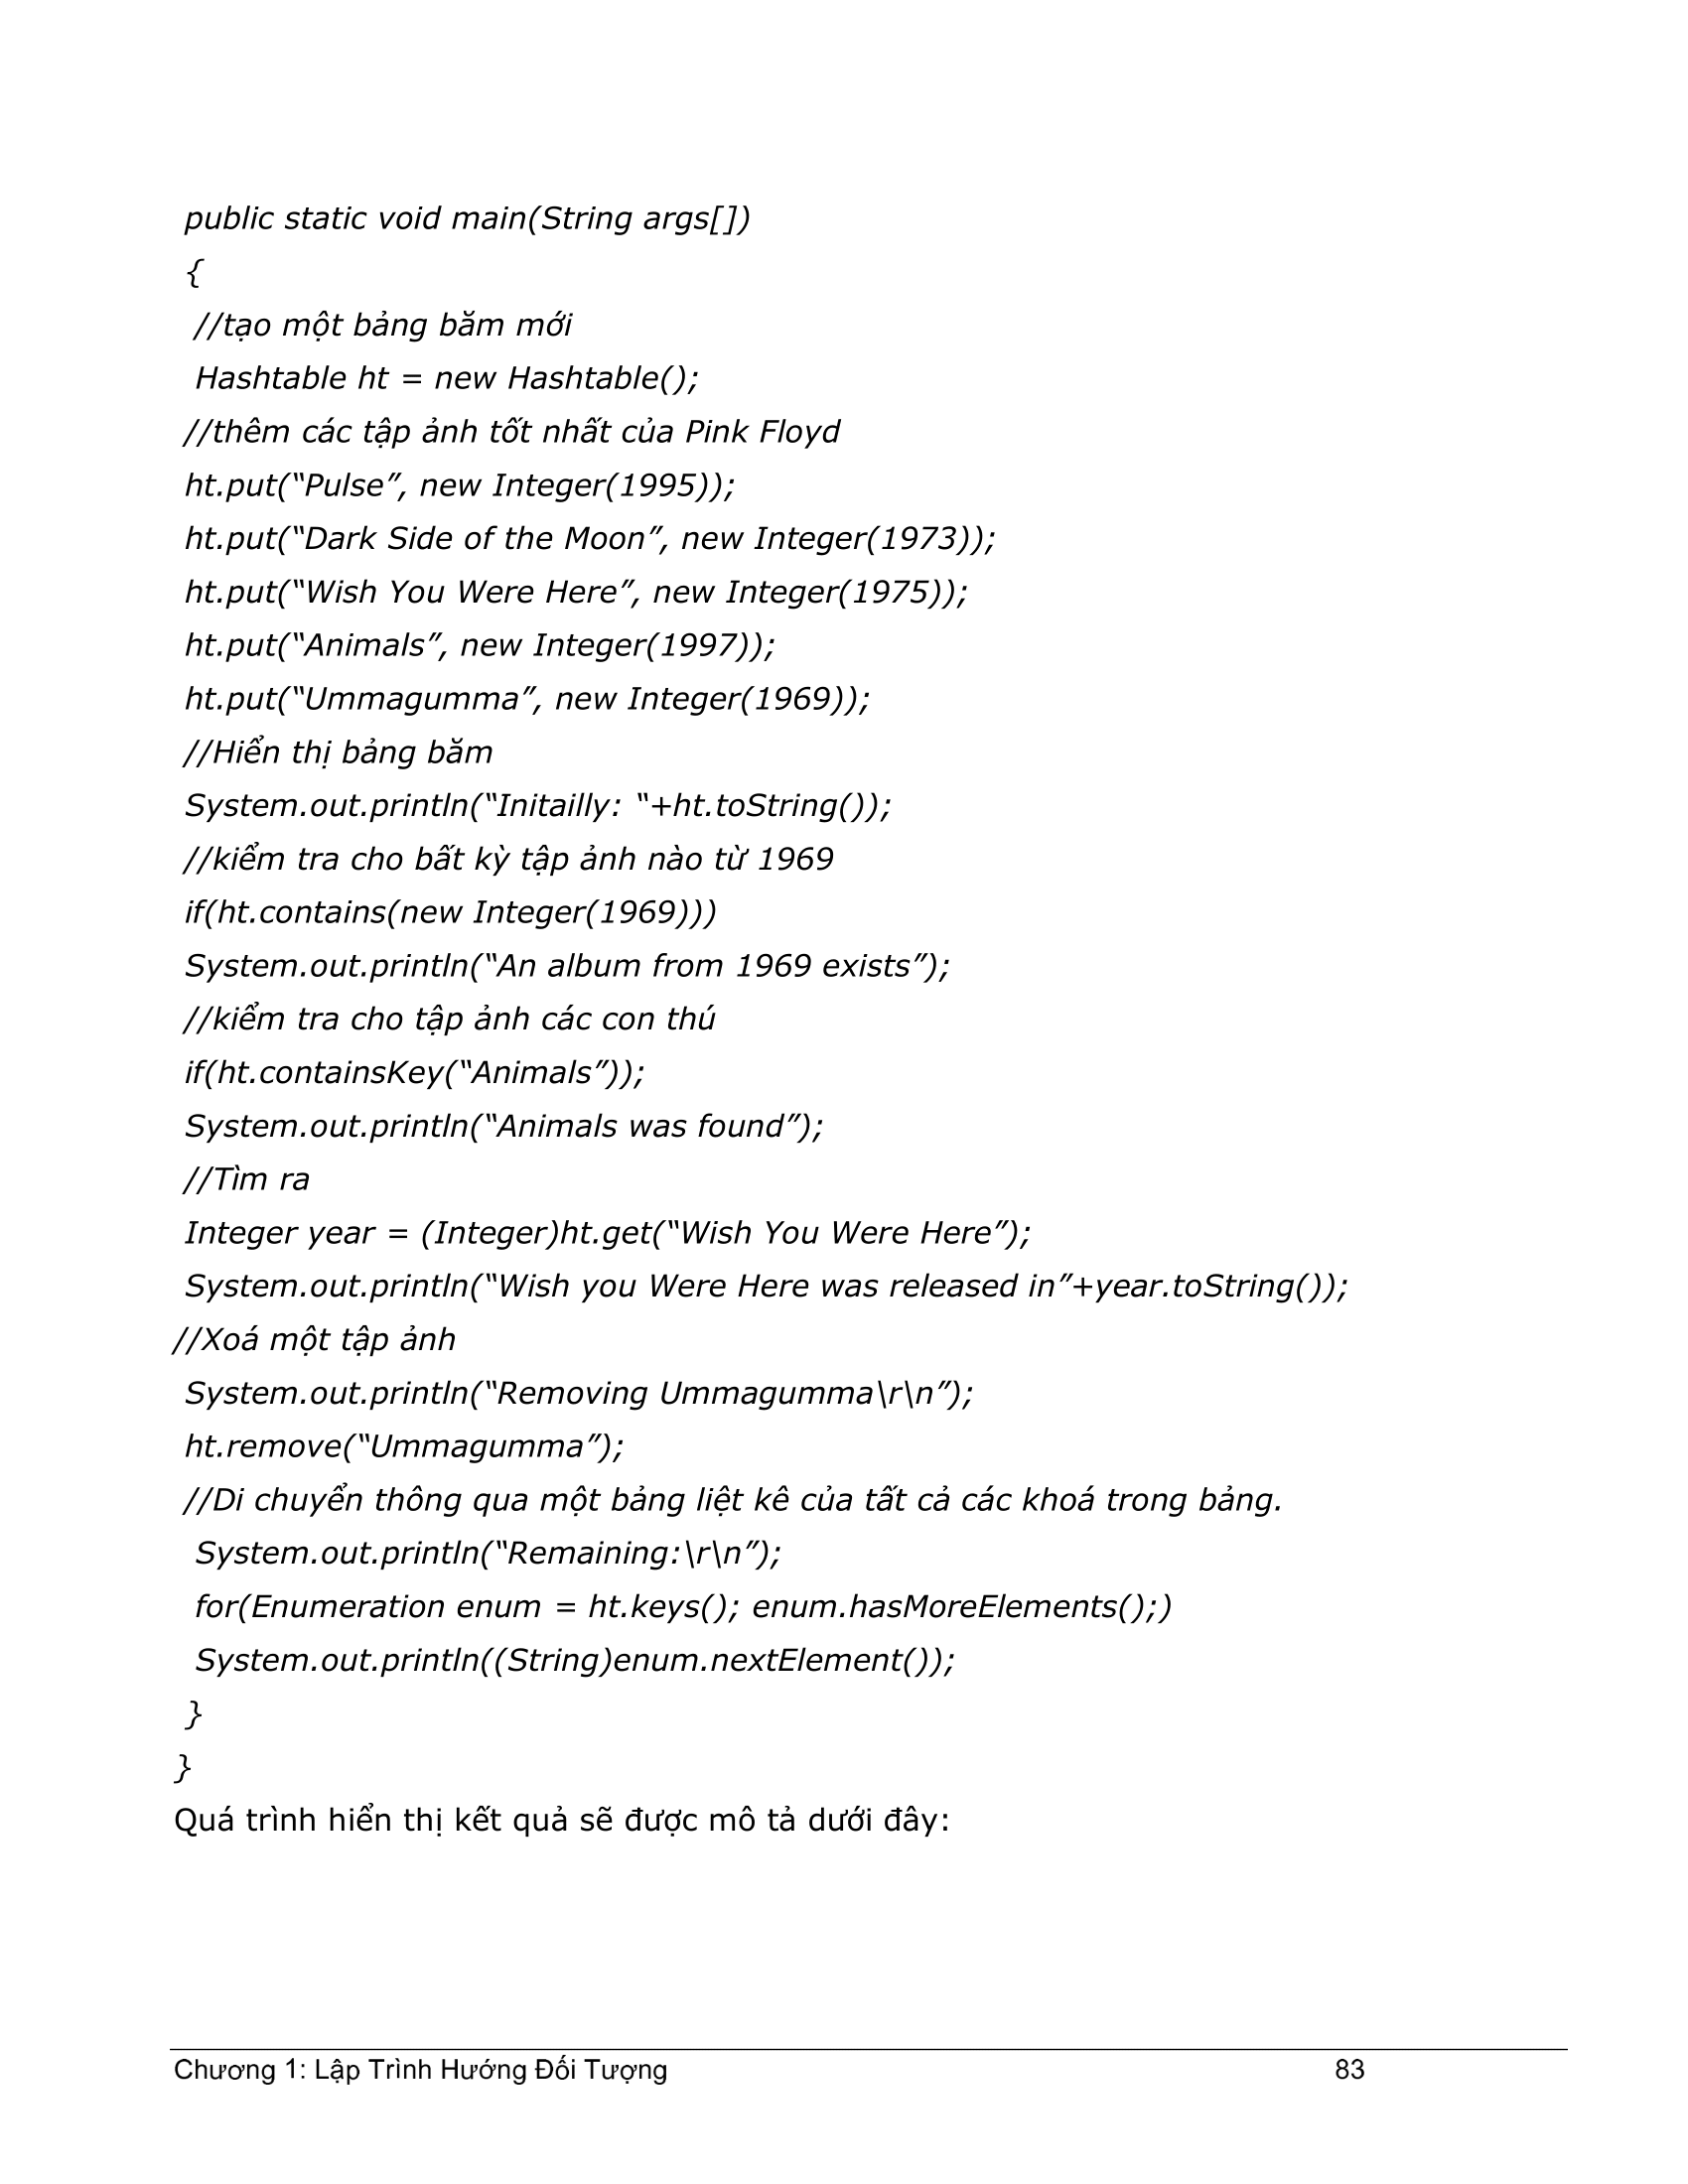 public static void main(String args[])
{
//tạo một bảng băm mới
Hashtable ht = new Hashtable();
//thêm các tập ảnh tốt nhất của Pink Floyd
ht.put(“Pulse”, new Integer(1995));
ht.put(“Dark Side of the Moon”, new Integer(1973));
ht.put(“Wish You Were Here”, new Integer(1975));
ht.put(“Animals”, new Integer(1997));
ht.put(“Ummagumma”, new Integer(1969));
//Hiển thị bảng băm
System.out.println(“Initailly: “+ht.toString());
//kiểm tra cho bất kỳ tập ảnh nào từ 1969
if(ht.contains(new Integer(1969)))
System.out.println(“An album from 1969 exists”);
//kiểm tra cho tập ảnh các con thú
if(ht.containsKey(“Animals”));
System.out.println(“Animals was found”);
//Tìm ra
Integer year = (Integer)ht.get(“Wish You Were Here”);
System.out.println(“Wish you Were Here was released in”+year.toString());
//Xoá một tập ảnh
System.out.println(“Removing Ummagumma\r\n”);
ht.remove(“Ummagumma”);
//Di chuyển thông qua một bảng liệt kê của tất cả các khoá trong bảng.
System.out.println(“Remaining:\r\n”);
for(Enumeration enum = ht.keys(); enum.hasMoreElements();)
System.out.println((String)enum.nextElement());
}
}
Quá trình hiển thị kết quả sẽ được mô tả dưới đây:
Chương 1: Lập Trình Hướng Đối Tượng 83